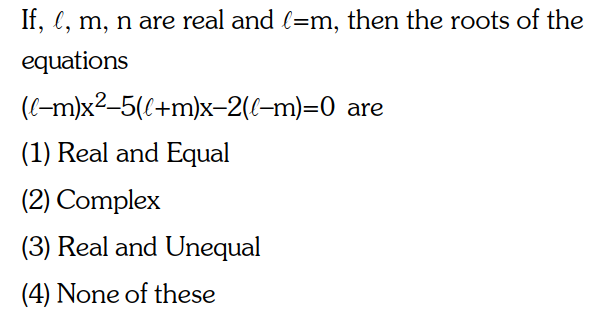 If, ℓ, m, n are real and ℓ=m, then the roots of the
equations
(ℓ–m)x²–5(ℓ+m)x–2(ℓ–m)=0 are
(1) Real and Equal
(2) Complex
(3) Real and Unequal
(4) None of these